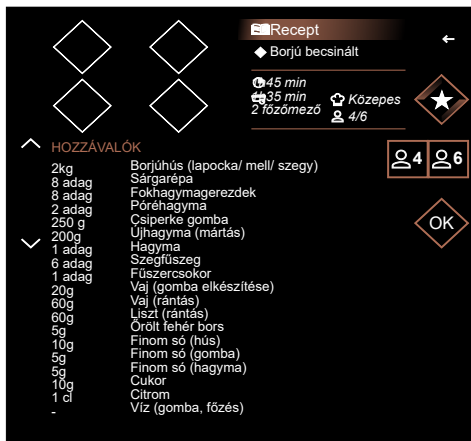 Recept
Borjú becsinált
45 min
35 min
2 főzőmező
Közepes
4/6
HOZZÁVALÓK
4 6
OK
2kg Borjúhús (lapocka/ mell/ szegy)
8 adag Sárgarépa
8 adag Fokhagymagerezdek
2 adag Póréhagyma
250 g Csiperke gomba
200g Újhagyma (mártás)
1 adag Hagyma
6 adag Szegfűszeg
1 adag Fűszercsokor
20g Vaj (gomba elkészítése)
60g Vaj (rántás)
60g Liszt (rántás)
5g Őrölt fehér bors
10g Finom só (hús)
5g Finom só (gomba)
5g Finom só (hagyma)
10g Cukor
1 cl Citrom
- Víz (gomba, főzés)